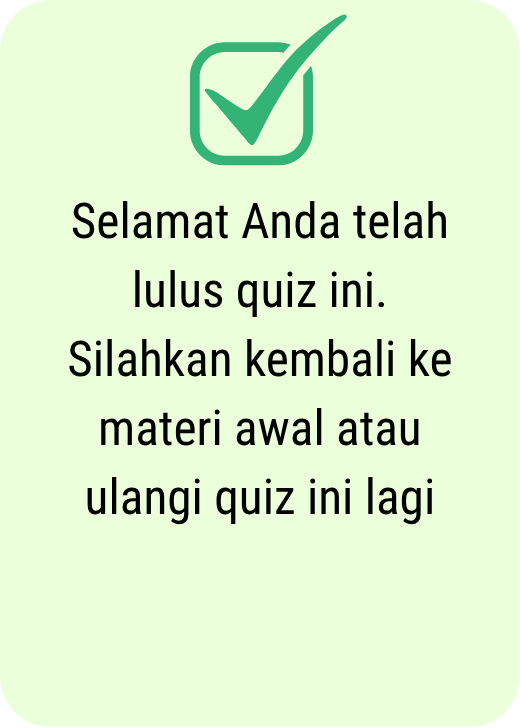 Selamat Anda telah
lulus quiz ini.
Silahkan kembali ke
materi awal atau
ulangi quiz ini lagi